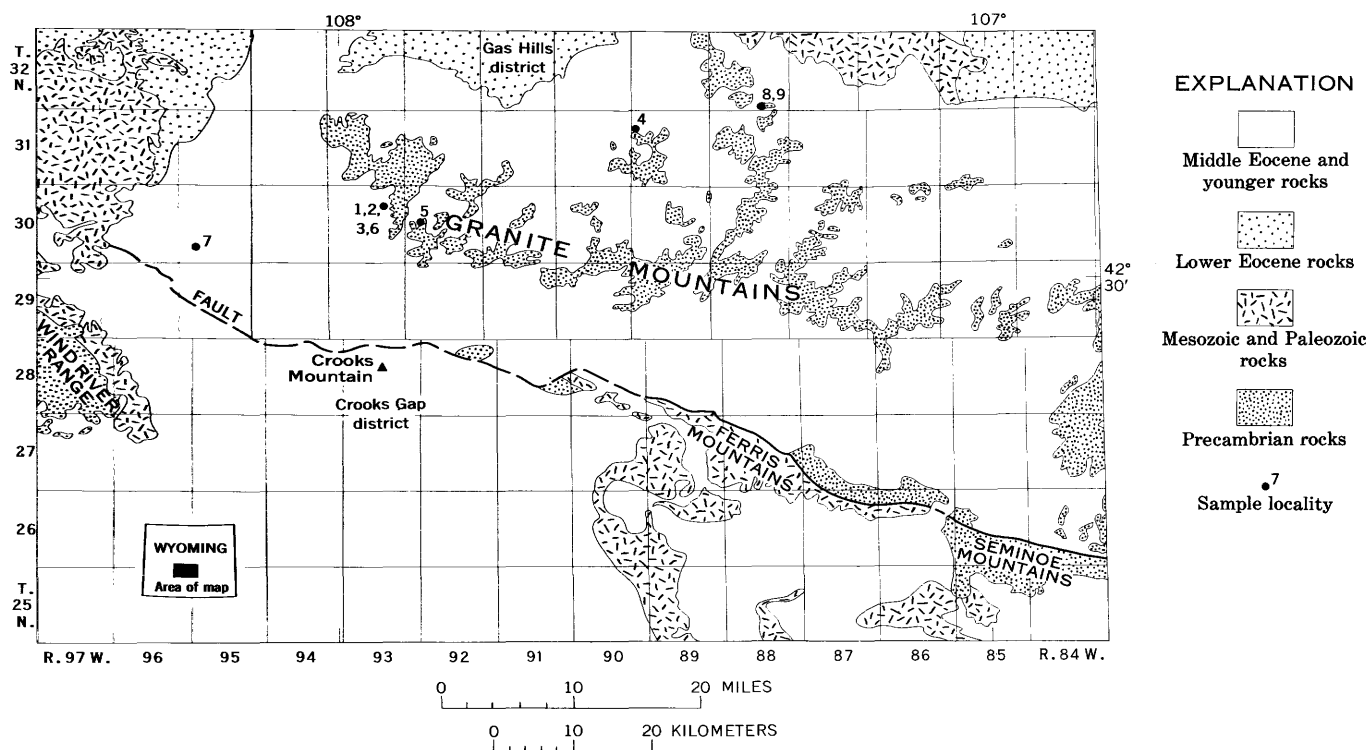 108°
107°
T.
32
N.
31
30
29
28
27
26
T.
25
N.
Gas Hills
district
8,9
4
1,2,
3,6
5
7
GRANITE
MOUNTAINS
42°
30′
FAULT
WIND RIVER
RANGE
Crooks
Mountain
Crooks Gap
district
FERRIS
MOUNTAINS
SEMINOE
MOUNTAINS
WYOMING
Area of map
R. 97 W. 96 95 94 93 92 91 90 89 88 87 86 85 R. 84 W.
0 10 20 MILES
0 10 20 KILOMETERS
EXPLANATION
Middle Eocene and
younger rocks
Lower Eocene rocks
Mesozoic and Paleozoic
rocks
Precambrian rocks
7
Sample locality